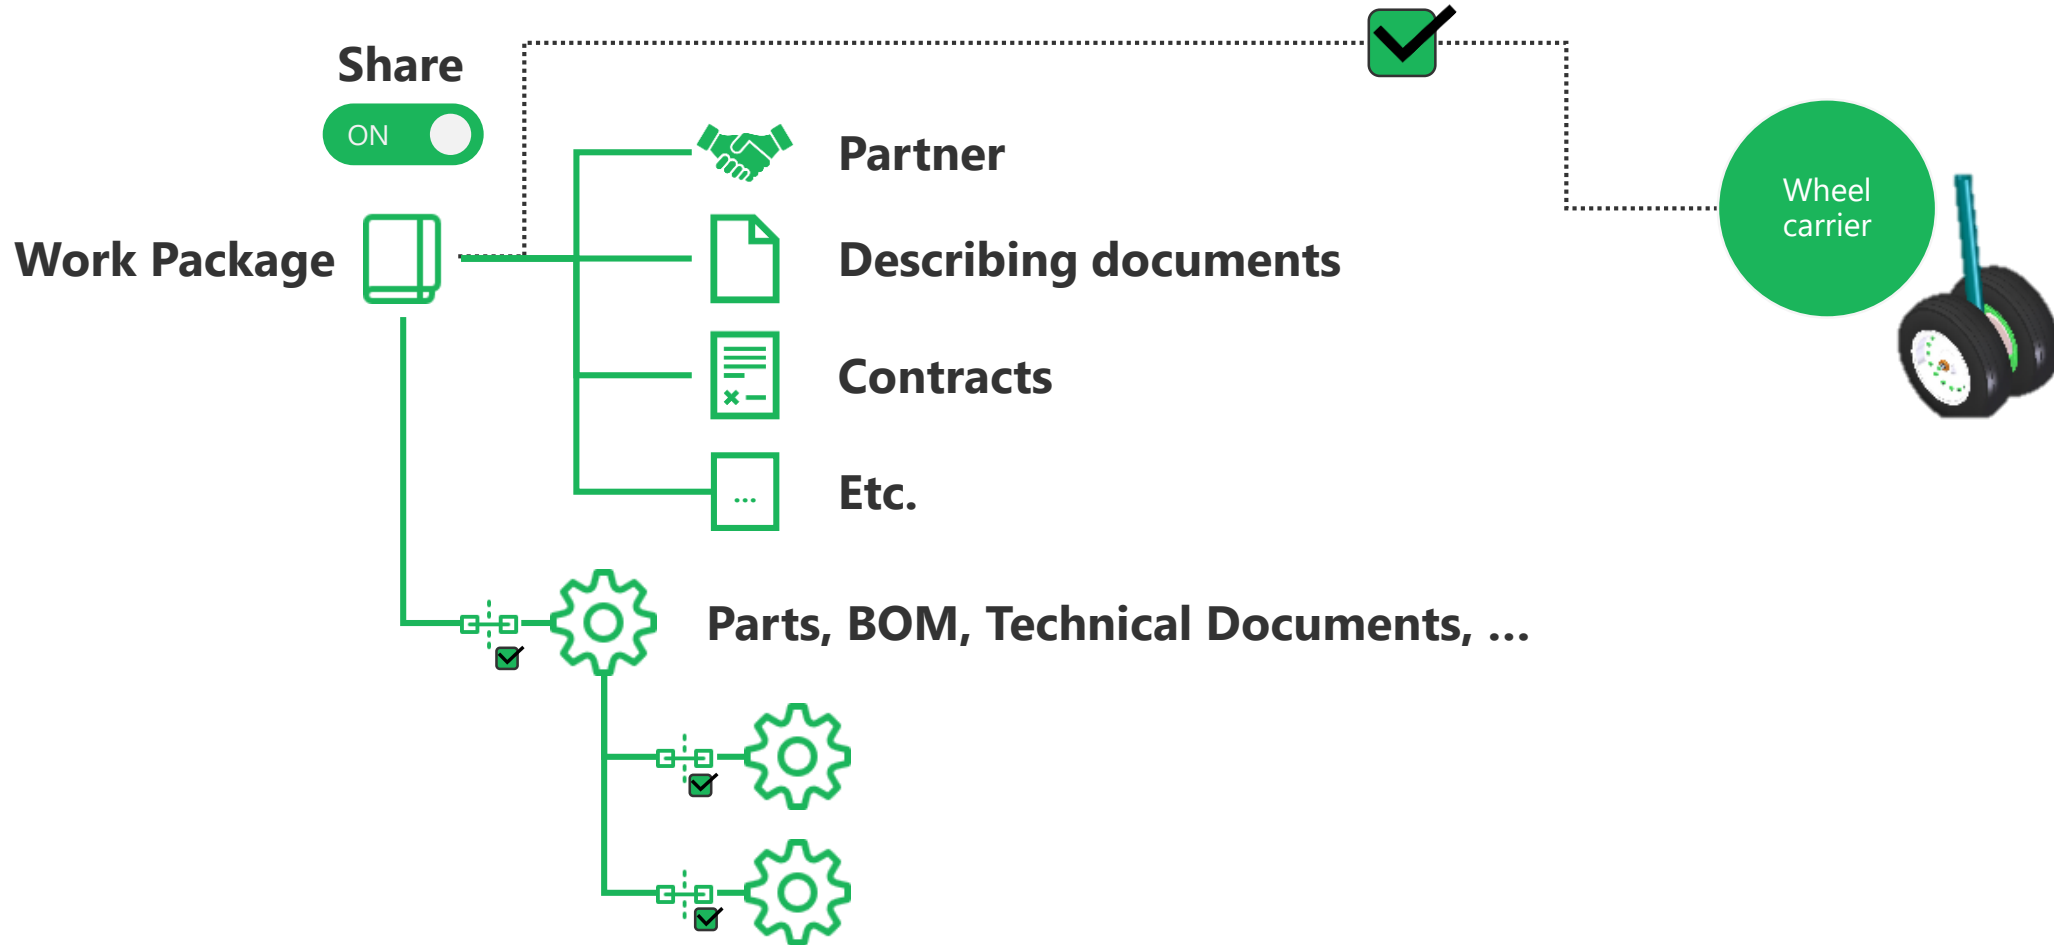 Share
ON
Partner
Wheel
carrier
Work Package
Describing documents
Contracts
...
Etc.
Parts, BOM, Technical Documents, ...